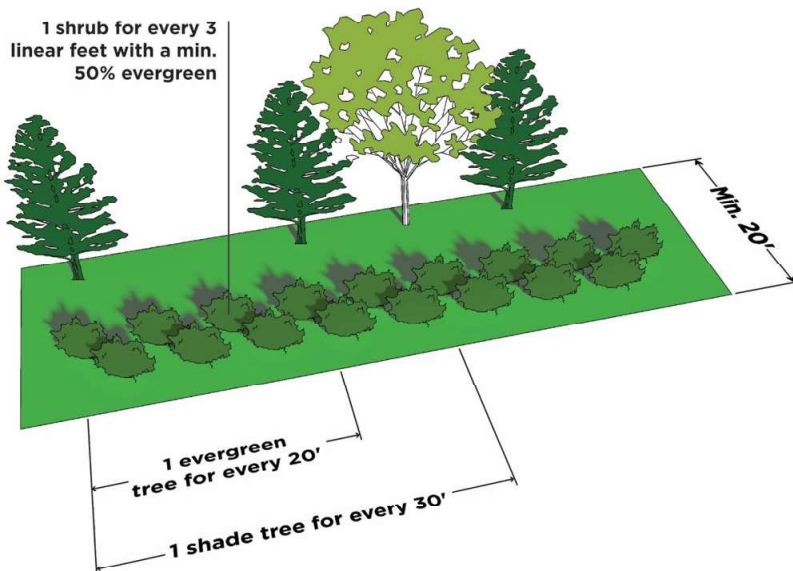 1 shrub for every 3
linear feet with a min.
50% evergreen
Min. 20'
1 evergreen
tree for every 20'
1 shade tree for every 30'